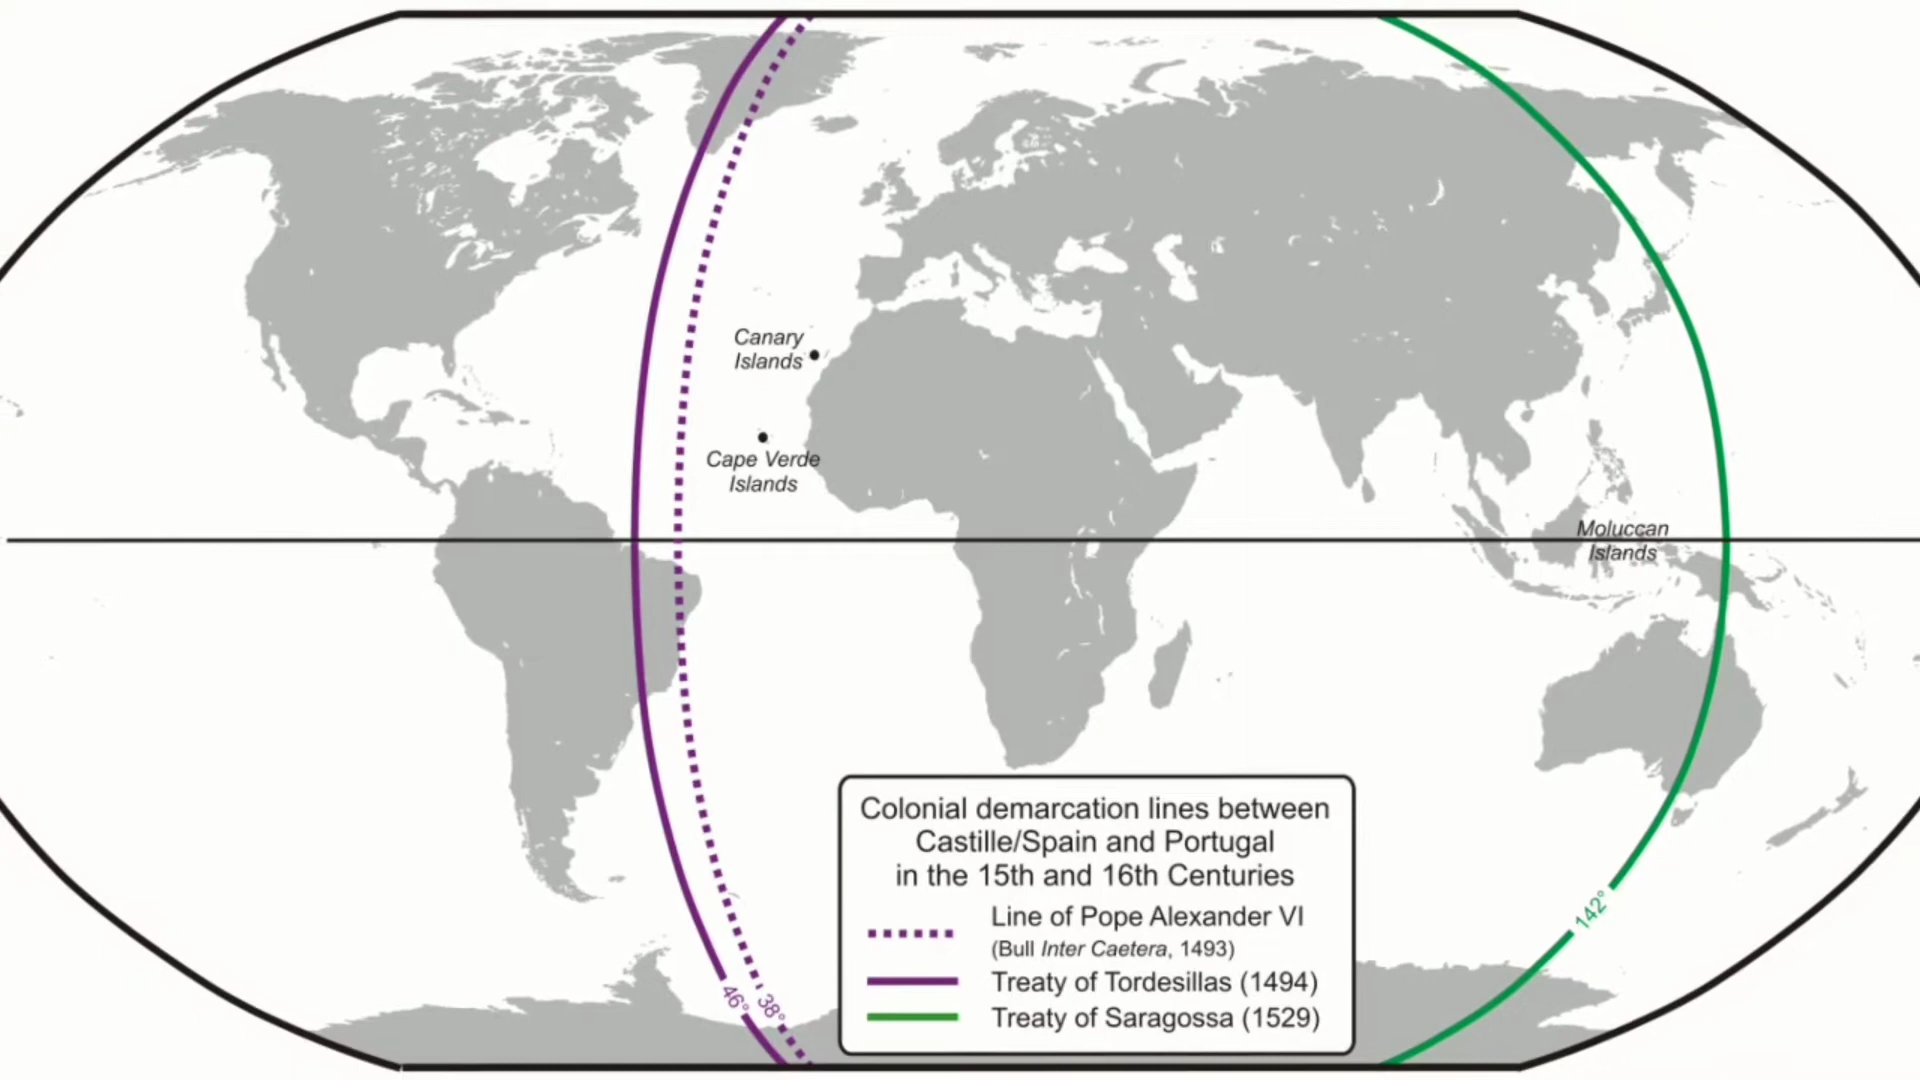 Canary
Islands
Cape Verde
Islands
Moluccan
Islands
142°
46°
38°
Colonial demarcation lines between
Castille/Spain and Portugal
in the 15th and 16th Centuries
Line of Pope Alexander VI
(Bull Inter Caetera, 1493)
Treaty of Tordesillas (1494)
Treaty of Saragossa (1529)